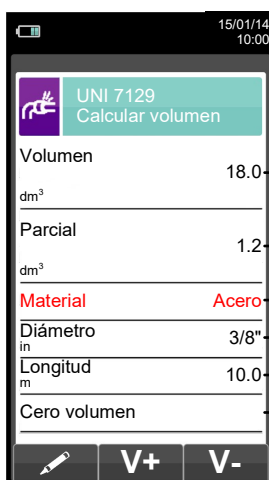 15/01/14
10:00
UNI 7129
Calcular volumen
Volumen
18.0
dm³
Parcial
1.2
dm³
Material Acero
Diámetro
in
3/8"
Longitud
m
10.0
Cero volumen
V+ V-